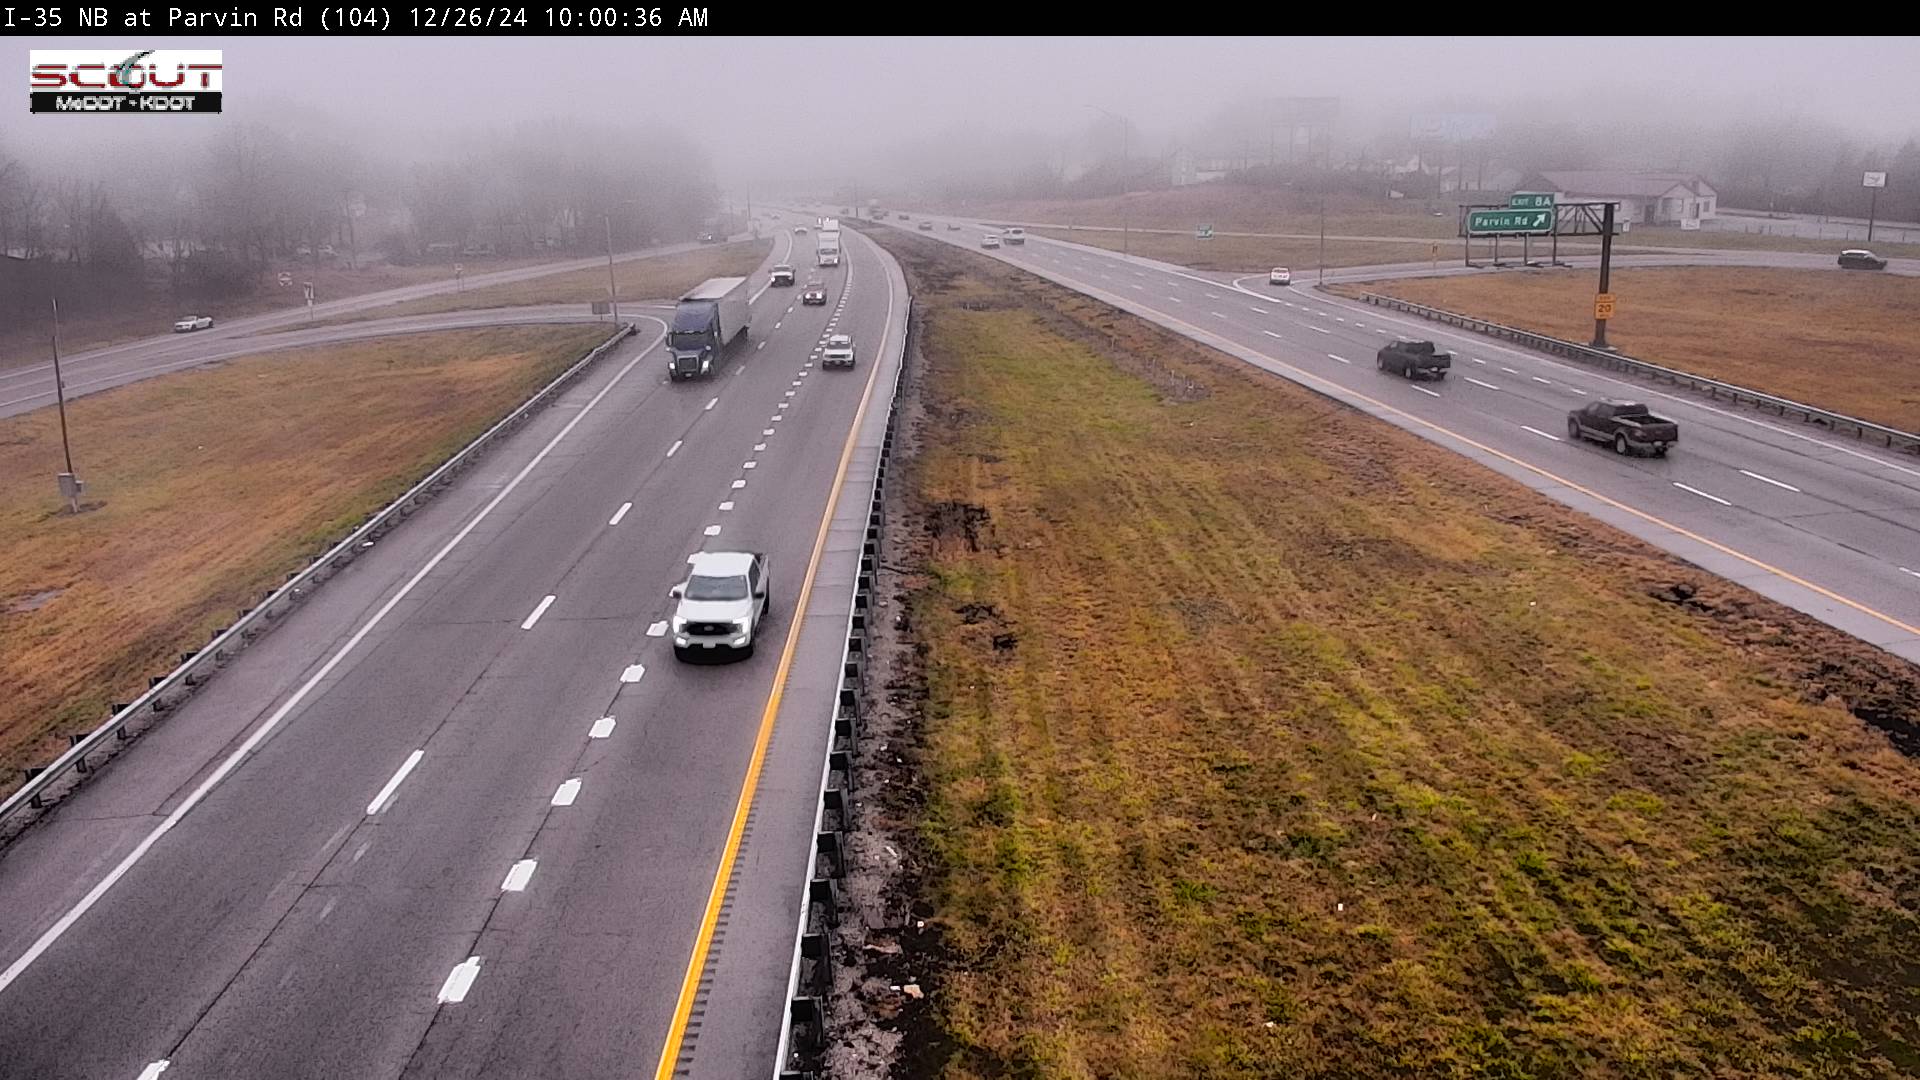 I-35 NB at Parvin Rd (104) 12/26/24 10:00:36 AM
SCOUT
MoDOT - KDOT
EXIT 8A
Parvin Rd
20